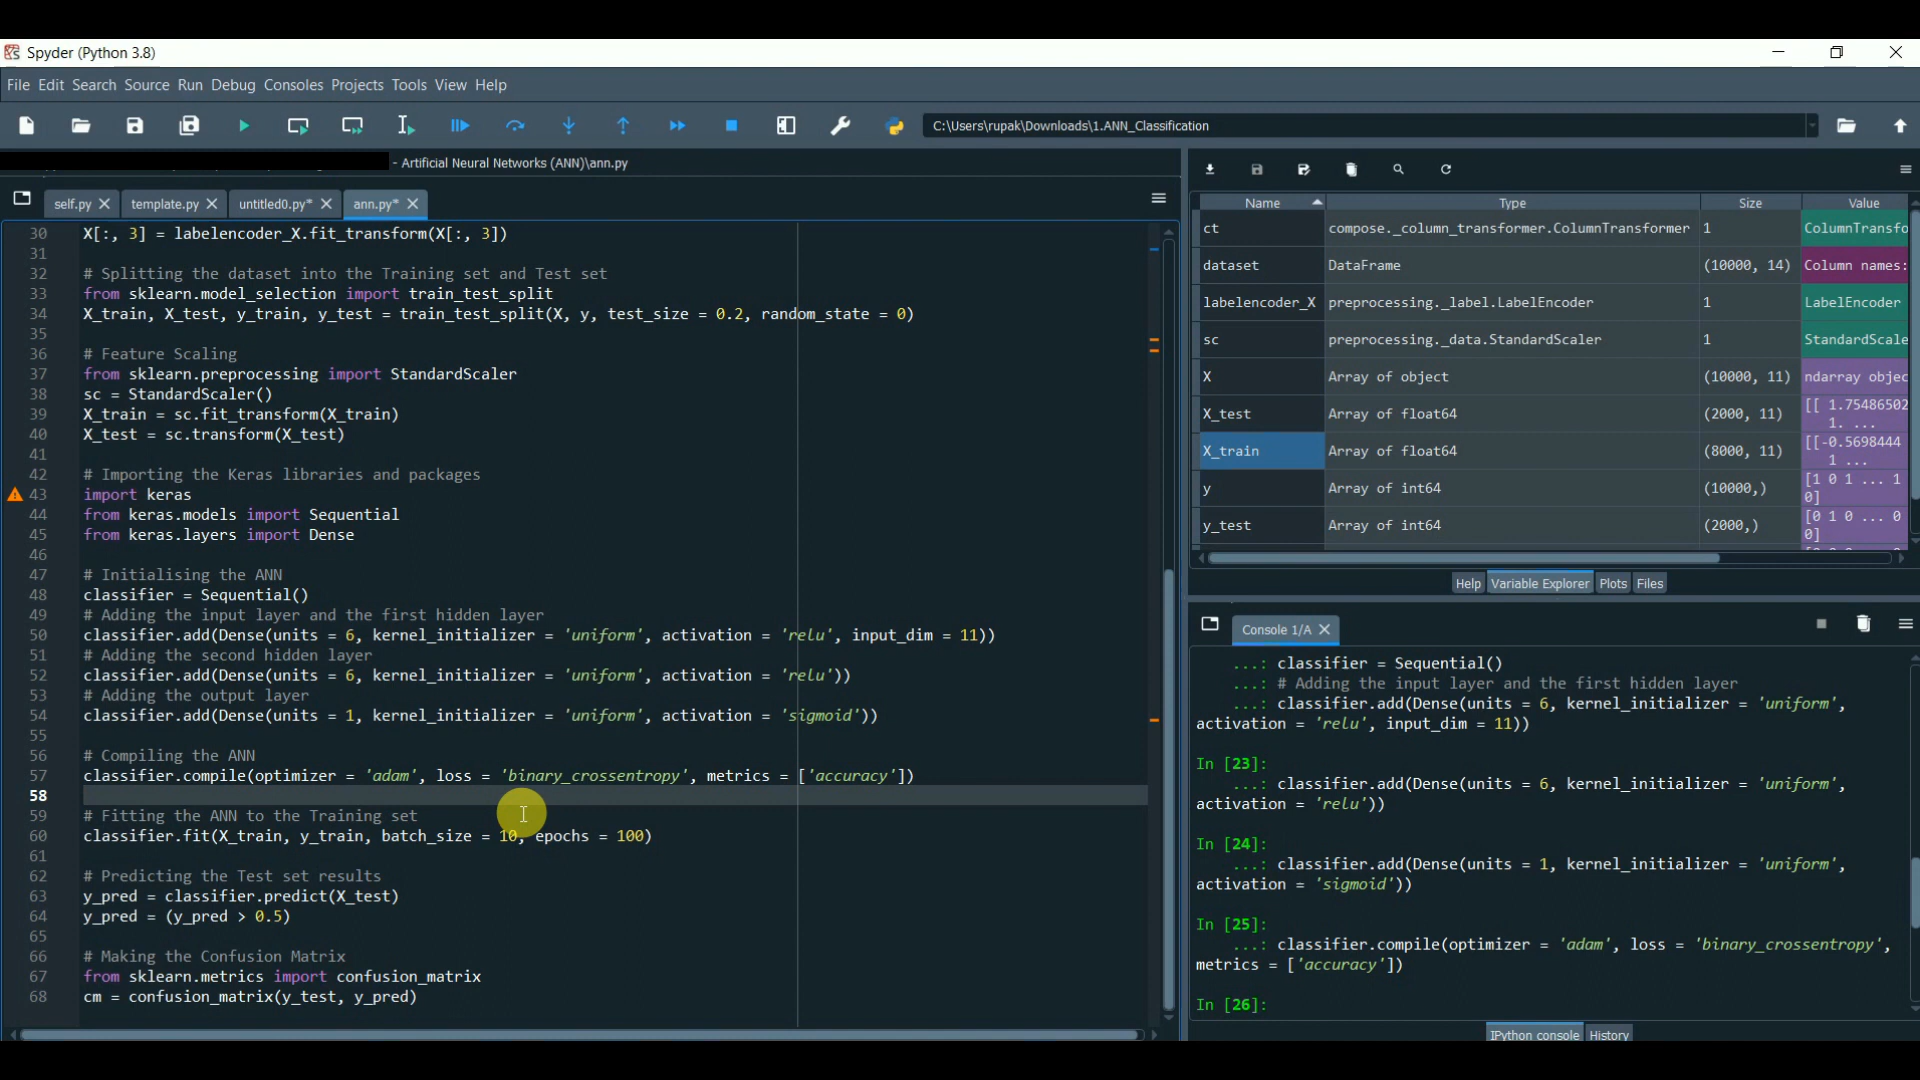 Spyder (Python 3.8)
File Edit Search Source Run Debug Consoles Projects Tools View Help
C:\Users\rupak\Downloads\1.ANN_Classification
- Artificial Neural Networks (ANN)\ann.py
self.py template.py untitled0.py* ann.py*
30 X[:, 3] = labelencoder_X.fit_transform(X[:, 3])
31
32 # Splitting the dataset into the Training set and Test set
33 from sklearn.model_selection import train_test_split
34 X_train, X_test, y_train, y_test = train_test_split(X, y, test_size = 0.2, random_state = 0)
35
36 # Feature Scaling
37 from sklearn.preprocessing import StandardScaler
38 sc = StandardScaler()
39 X_train = sc.fit_transform(X_train)
40 X_test = sc.transform(X_test)
41
42 # Importing the Keras libraries and packages
43 import keras
44 from keras.models import Sequential
45 from keras.layers import Dense
46
47 # Initialising the ANN
48 classifier = Sequential()
49 # Adding the input layer and the first hidden layer
50 classifier.add(Dense(units = 6, kernel_initializer = 'uniform', activation = 'relu', input_dim = 11))
51 # Adding the second hidden layer
52 classifier.add(Dense(units = 6, kernel_initializer = 'uniform', activation = 'relu'))
53 # Adding the output layer
54 classifier.add(Dense(units = 1, kernel_initializer = 'uniform', activation = 'sigmoid'))
55
56 # Compiling the ANN
57 classifier.compile(optimizer = 'adam', loss = 'binary_crossentropy', metrics = ['accuracy'])
58
59 # Fitting the ANN to the Training set
60 classifier.fit(X_train, y_train, batch_size = 10, epochs = 100)
61
62 # Predicting the Test set results
63 y_pred = classifier.predict(X_test)
64 y_pred = (y_pred > 0.5)
65
66 # Making the Confusion Matrix
67 from sklearn.metrics import confusion_matrix
68 cm = confusion_matrix(y_test, y_pred)
Name Type Size Value
ct compose._column_transformer.ColumnTransformer 1 ColumnTransfo
dataset DataFrame (10000, 14) Column names:
labelencoder_X preprocessing._label.LabelEncoder 1 LabelEncoder
sc preprocessing._data.StandardScaler 1 StandardScale
X Array of object (10000, 11) ndarray objec
X_test Array of float64 (2000, 11) [[ 1.75486502
1. ...
X_train Array of float64 (8000, 11) [[-0.5698444
1 ...
y Array of int64 (10000,) [1 0 1 ... 1
0]
y_test Array of int64 (2000,) [0 1 0 ... 0
0]
Help Variable Explorer Plots Files
Console 1/A
...: classifier = Sequential()
...: # Adding the input layer and the first hidden layer
...: classifier.add(Dense(units = 6, kernel_initializer = 'uniform',
activation = 'relu', input_dim = 11))
In [23]:
...: classifier.add(Dense(units = 6, kernel_initializer = 'uniform',
activation = 'relu'))
In [24]:
...: classifier.add(Dense(units = 1, kernel_initializer = 'uniform',
activation = 'sigmoid'))
In [25]:
...: classifier.compile(optimizer = 'adam', loss = 'binary_crossentropy',
metrics = ['accuracy'])
In [26]:
IPython console History